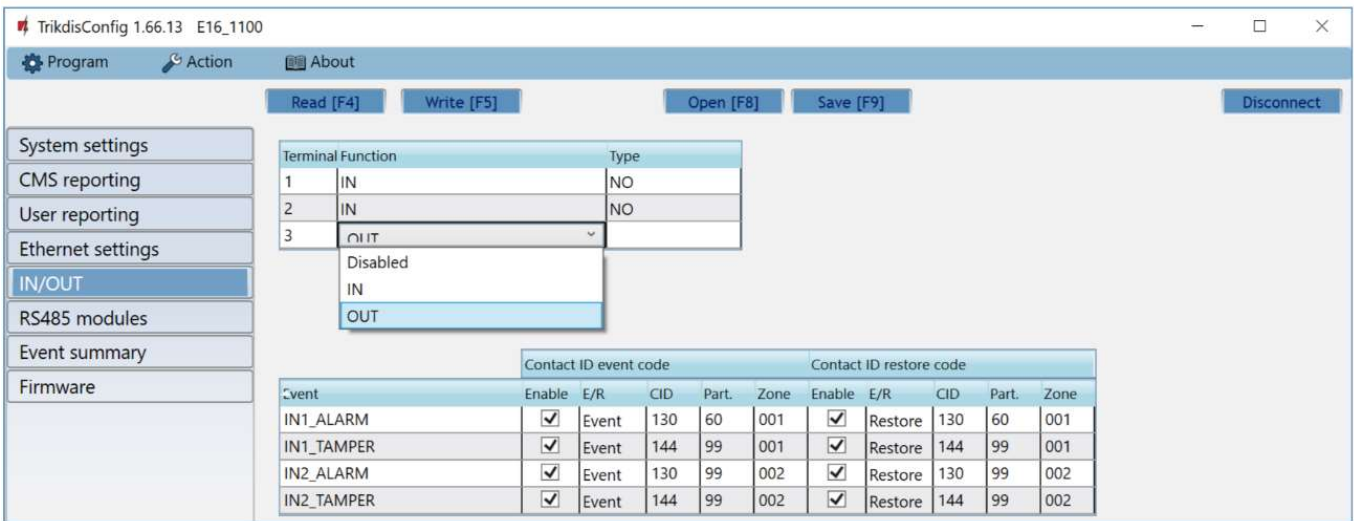 TrikdisConfig 1.66.13 E16_1100
Program Action About
Read [F4] Write [F5] Open [F8] Save [F9] Disconnect
System settings
CMS reporting
User reporting
Ethernet settings
IN/OUT
RS485 modules
Event summary
Firmware
Terminal Function Type
1 IN NO
2 IN NO
3 OUT
Disabled
IN
OUT
Contact ID event code Contact ID restore code
Event Enable E/R CID Part. Zone Enable E/R CID Part. Zone
IN1_ALARM Event 130 60 001 Restore 130 60 001
IN1_TAMPER Event 144 99 001 Restore 144 99 001
IN2_ALARM Event 130 99 002 Restore 130 99 002
IN2_TAMPER Event 144 99 002 Restore 144 99 002